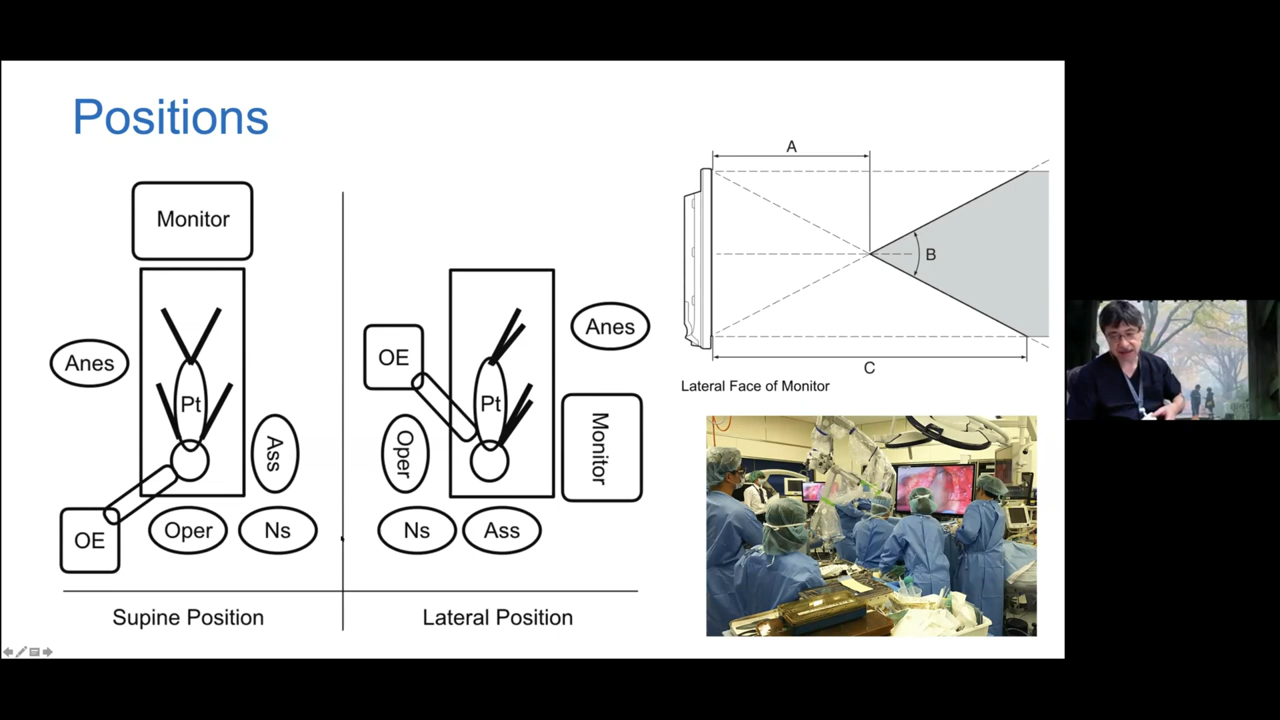 Positions
Monitor
Anes
Pt
Ass
OE
Oper
Ns
Supine Position
OE
Anes
Pt
Oper
Monitor
Ns
Ass
Lateral Position
A
B
C
Lateral Face of Monitor